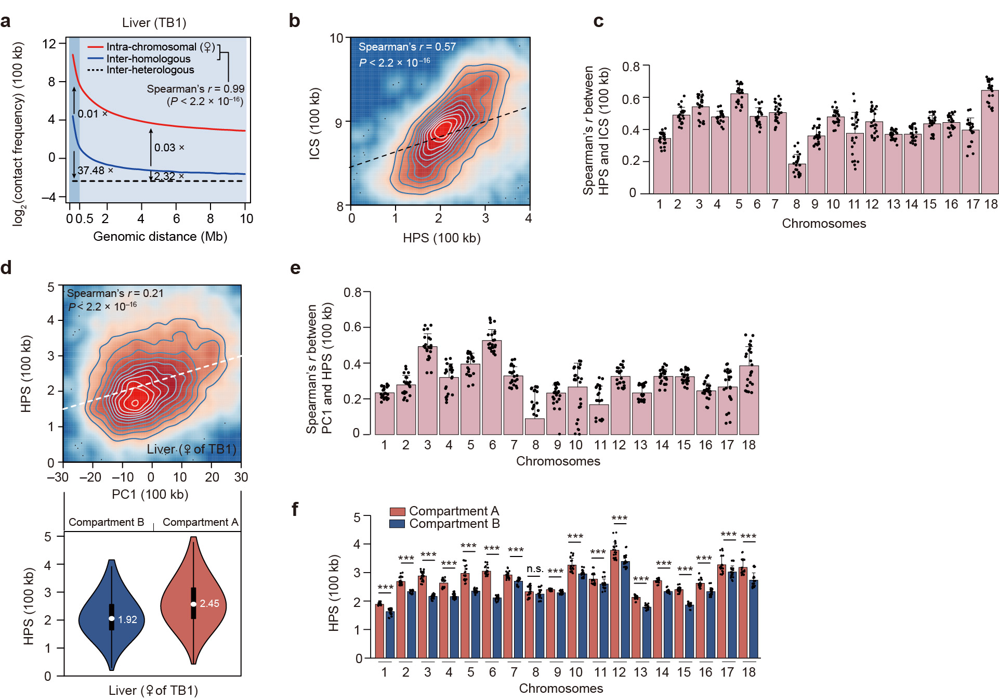 a
Liver (TB1)
log2(contact frequency) (100 kb)
12
8
4
0
–4
Intra-chromosomal (♀)
Inter-homologous
Inter-heterologous
Spearman's r = 0.99
(P < 2.2 × 10–16)
0.01 ×
0.03 ×
37.48 ×
2.32 ×
0 0.5 2 4 6 8 10
Genomic distance (Mb)
b
ICS (100 kb)
10
9
8
Spearman's r = 0.57
P < 2.2 × 10–16
0 1 2 3 4
HPS (100 kb)
c
Spearman's r between
HPS and ICS (100 kb)
0.8
0.6
0.4
0.2
0
1 2 3 4 5 6 7 8 9 10 11 12 13 14 15 16 17 18
Chromosomes
d
HPS (100 kb)
5
4
3
2
1
0
Spearman's r = 0.21
P < 2.2 × 10–16
Liver (♀ of TB1)
–30 –20 –10 0 10 20 30
PC1 (100 kb)
Compartment B Compartment A
HPS (100 kb)
5
4
3
2
1
0
1.92
2.45
Liver (♀ of TB1)
e
Spearman's r between
PC1 and HPS (100 kb)
0.8
0.6
0.4
0.2
0
1 2 3 4 5 6 7 8 9 10 11 12 13 14 15 16 17 18
Chromosomes
f
Compartment A
Compartment B
HPS (100 kb)
5
4
3
2
1
0
*** *** *** *** *** *** *** n.s. *** *** *** *** *** *** *** *** *** ***
1 2 3 4 5 6 7 8 9 10 11 12 13 14 15 16 17 18
Chromosomes